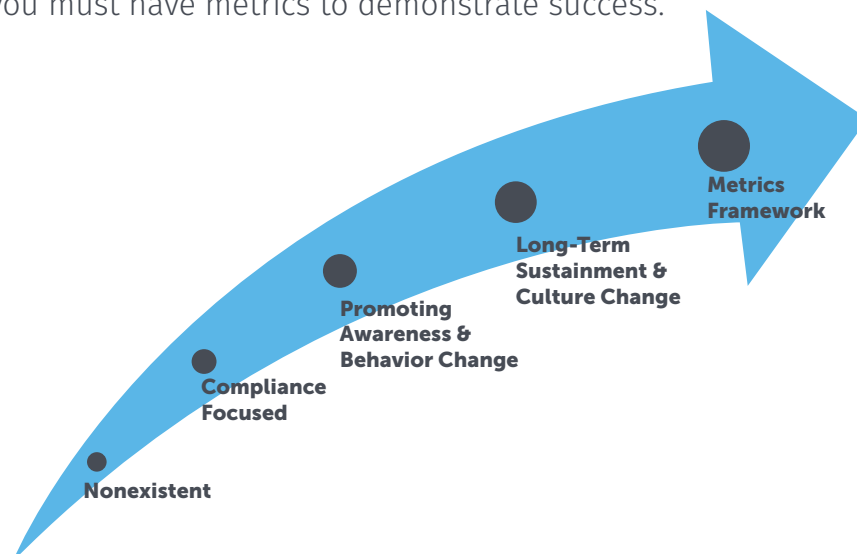 you must have metrics to demonstrate success.
Metrics
Framework
Long-Term
Sustainment &
Culture Change
Promoting
Awareness &
Behavior Change
Compliance
Focused
Nonexistent